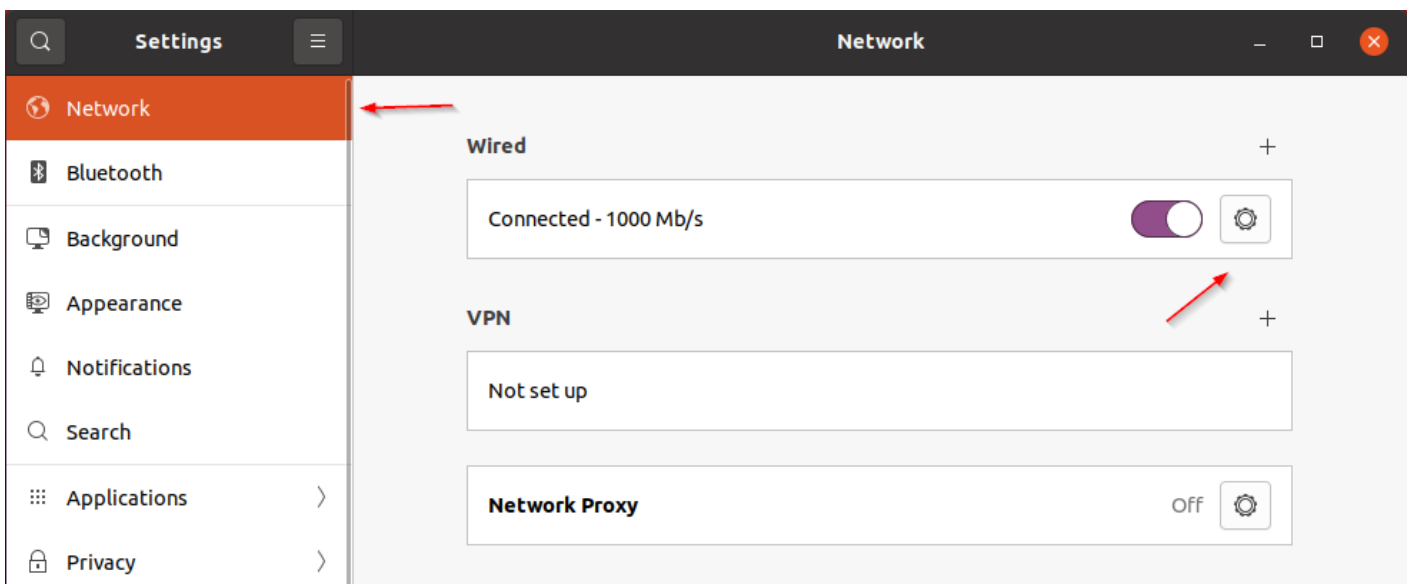 Settings
Network
Network
Bluetooth
Background
Appearance
Notifications
Search
Applications
Privacy
Wired
Connected - 1000 Mb/s
VPN
Not set up
Network Proxy
Off